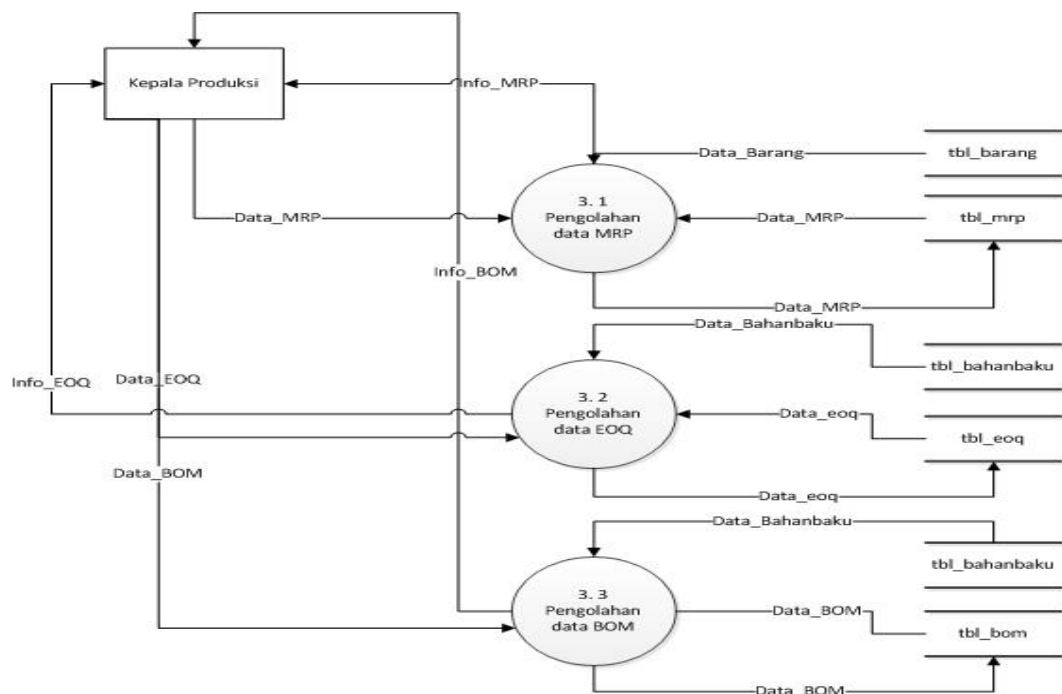 Kepala Produksi
Info_MRP
Data_Barang
tbl_barang
3. 1
Pengolahan
data MRP
Data_MRP
Data_MRP
tbl_mrp
Info_BOM
Data_MRP
Data_Bahanbaku
tbl_bahanbaku
Info_EOQ
Data_EOQ
3. 2
Pengolahan
data EOQ
Data_eoq
tbl_eoq
Data_BOM
Data_eoq
Data_Bahanbaku
tbl_bahanbaku
3. 3
Pengolahan
data BOM
Data_BOM
tbl_bom
Data_BOM